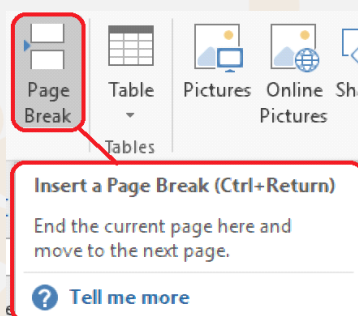 Page Break
Table
Pictures
Online Pictures
Sh
Tables
Insert a Page Break (Ctrl+Return)
End the current page here and
move to the next page.
? Tell me more